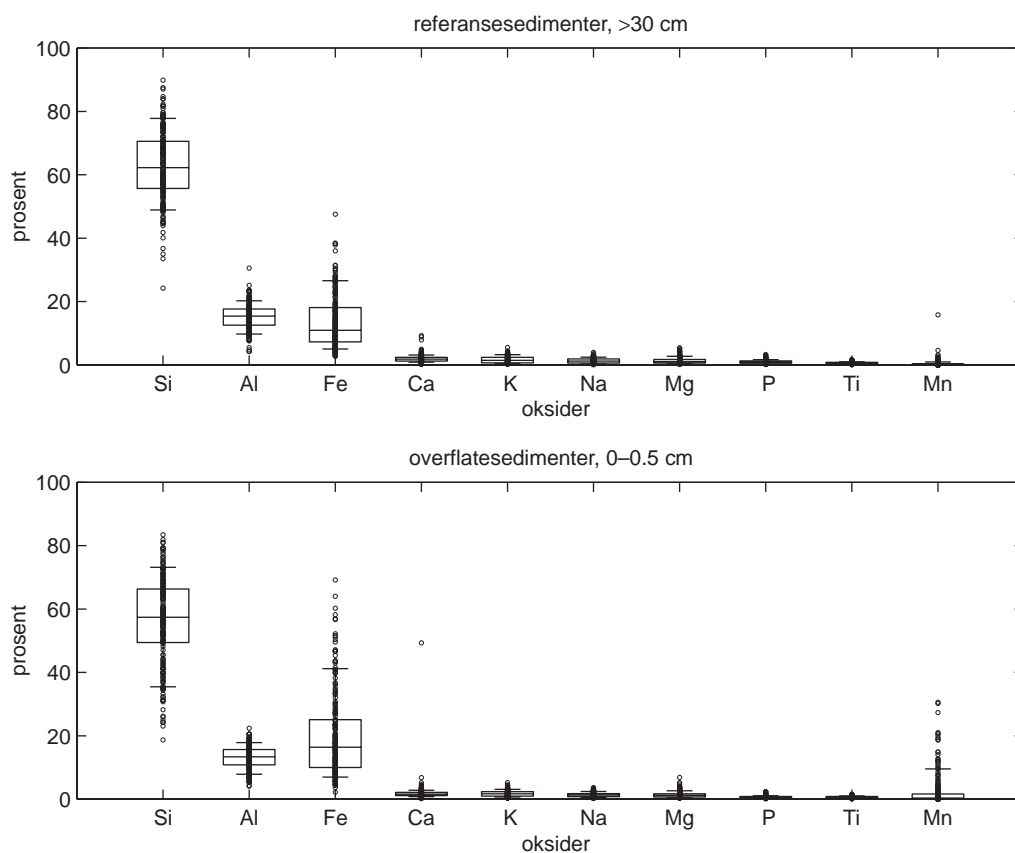 referansesedimenter, >30 cm
100
80
60
40
20
0
prosent
Si Al Fe Ca K Na Mg P Ti Mn
oksider
overflatesedimenter, 0–0.5 cm
100
80
60
40
20
0
prosent
Si Al Fe Ca K Na Mg P Ti Mn
oksider